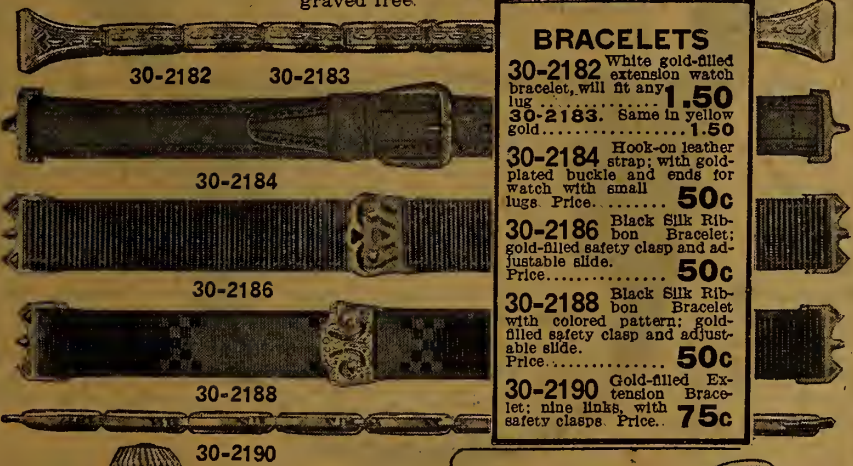 graved free.
30-2182 30-2183
30-2184
30-2186
30-2188
30-2190
BRACELETS
30-2182 White gold-filled
extension watch
bracelet, will fit any
lug ............... 1.50
30-2183. Same in yellow
gold.................. 1.50
30-2184 Hook-on leather
strap; with gold-
plated buckle and ends for
watch with small
lugs. Price........ 50c
30-2186 Black Silk Rib-
bon Bracelet;
gold-filled safety clasp and ad-
justable slide.
Price............... 50c
30-2188 Black Silk Rib-
bon Bracelet
with colored pattern; gold-
filled safety clasp and adjust-
able slide.
Price............... 50c
30-2190 Gold-filled Ex-
tension Brace-
let; nine links, with
safety clasps. Price.. 75c